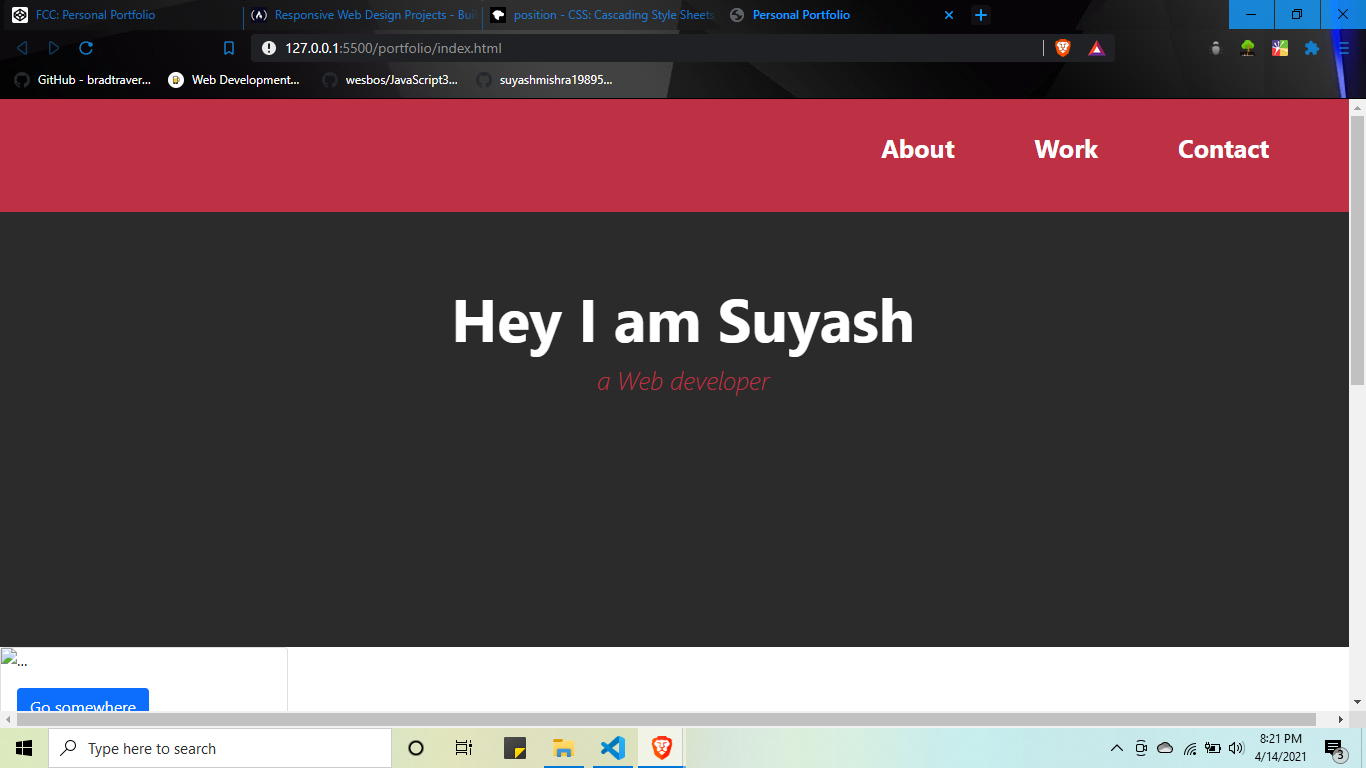 FCC: Personal Portfolio
Responsive Web Design Projects - Bui
position - CSS: Cascading Style Sheets
Personal Portfolio
127.0.0.1:5500/portfolio/index.html
GitHub - bradtraver...
Web Development...
wesbos/JavaScript3...
suyashmishra19895...
About
Work
Contact
Hey I am Suyash
a Web developer
...
Go somewhere
Type here to search
8:21 PM
4/14/2021
3